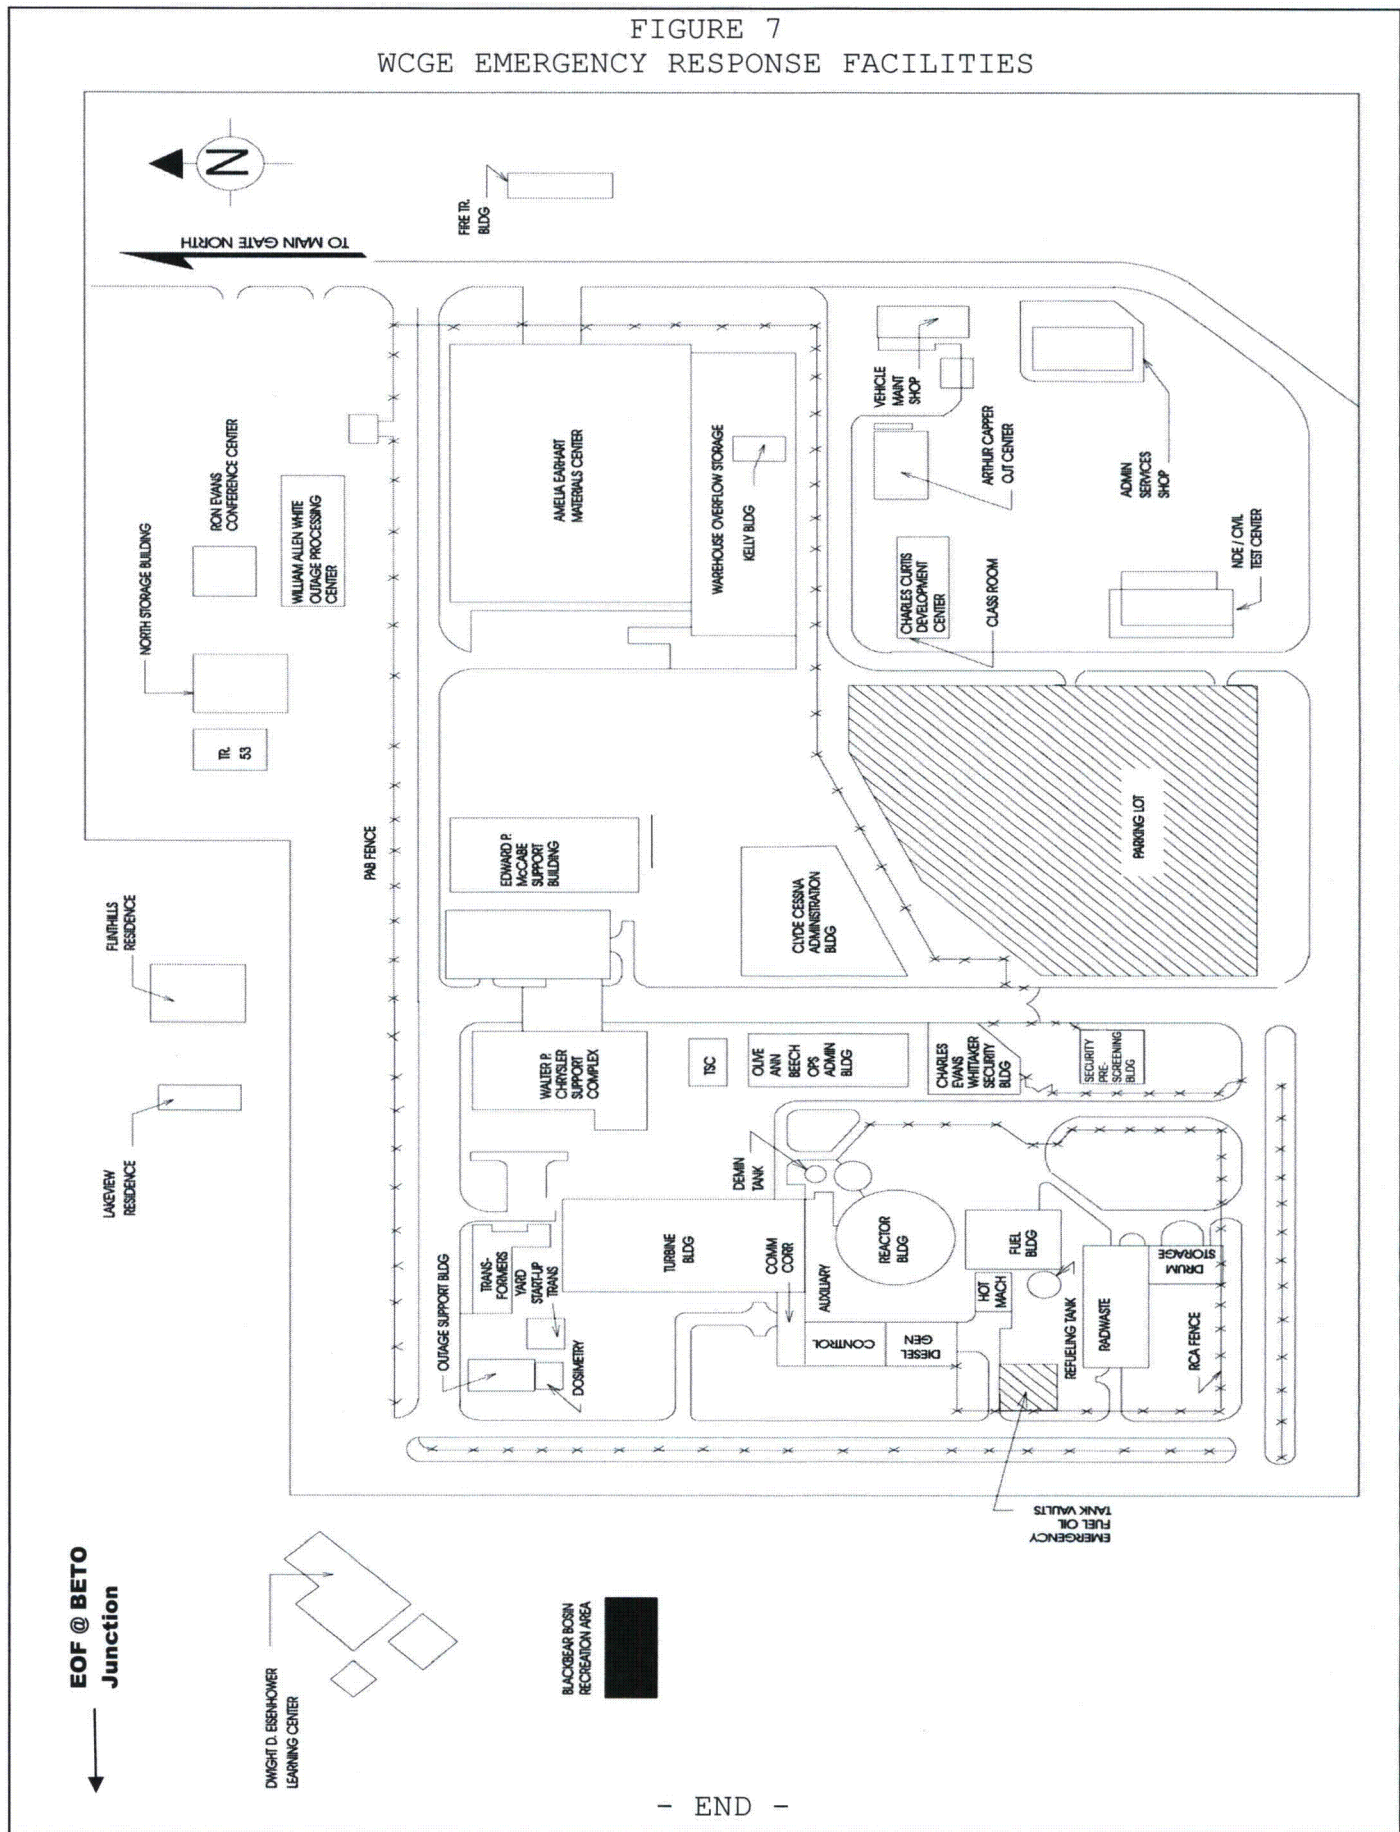 FIGURE 7
WCGE EMERGENCY RESPONSE FACILITIES
N
TO MAIN GATE NORTH
FIRE TR.
BLDG
RON EVANS
CONFERENCE CENTER
NORTH STORAGE BUILDING
WILLIAM ALLEN WHITE
OUTAGE PROCESSING
CENTER
TR.
53
AMELIA EARHART
MATERIALS CENTER
WAREHOUSE OVERFLOW STORAGE
KELLY BLDG
VEHICLE
MAINT
SHOP
ARTHUR CAPPER
OJT CENTER
ADMIN
SERVICES
SHOP
CHARLES CURTIS
DEVELOPMENT
CENTER
CLASS ROOM
NDE / CIVIL
TEST CENTER
PARKING LOT
PAB FENCE
EDWARD P.
McCABE
SUPPORT
BUILDING
CLYDE CESSNA
ADMINISTRATION
BLDG
FLINTHILLS
RESIDENCE
LAKEVIEW
RESIDENCE
WALTER P.
CHRYSLER
SUPPORT
COMPLEX
TSC
OLIVE
ANN
BEECH
OPS
ADMIN
BLDG
CHARLES
EVANS
WHITTAKER
SECURITY
BLDG
SECURITY
PRE-
SCREENING
BLDG
DEMIN
TANK
OUTAGE SUPPORT BLDG
TRANS-
FORMERS
YARD
START-UP
TRANS
DOSIMETRY
TURBINE
BLDG
COMM
CORR
AUXILIARY
REACTOR
BLDG
CONTROL
DIESEL
GEN
HOT
MACH
FUEL
BLDG
REFUELING TANK
RADWASTE
DRUM
STORAGE
RCA FENCE
EMERGENCY
FUEL OIL
TANK VAULTS
EOF @ BETO
Junction
DWIGHT D. EISENHOWER
LEARNING CENTER
BLACKBEAR BOSIN
RECREATION AREA
- END -